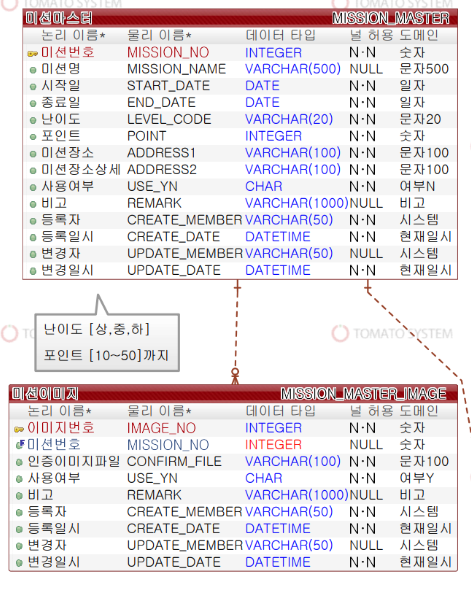 TOMATO SYSTEM
미션마스터 MISSION_MASTER
논리 이름* 물리 이름* 데이터 타입 널 허용 도메인
미션번호 MISSION_NO INTEGER N·N 숫자
미션명 MISSION_NAME VARCHAR(500) NULL 문자500
시작일 START_DATE DATE N·N 일자
종료일 END_DATE DATE N·N 일자
난이도 LEVEL_CODE VARCHAR(20) N·N 문자20
포인트 POINT INTEGER N·N 숫자
미션장소 ADDRESS1 VARCHAR(100) N·N 문자100
미션장소상세 ADDRESS2 VARCHAR(100) N·N 문자100
사용여부 USE_YN CHAR N·N 여부N
비고 REMARK VARCHAR(1000) NULL 비고
등록자 CREATE_MEMBER VARCHAR(50) N·N 시스템
등록일시 CREATE_DATE DATETIME N·N 현재일시
변경자 UPDATE_MEMBER VARCHAR(50) NULL 시스템
변경일시 UPDATE_DATE DATETIME N·N 현재일시
난이도 [상,중,하]
포인트 [10~50]까지
TOMATO SYSTEM
미션이미지 MISSION_MASTER_IMAGE
논리 이름* 물리 이름* 데이터 타입 널 허용 도메인
이미지번호 IMAGE_NO INTEGER N·N 숫자
미션번호 MISSION_NO INTEGER NULL 숫자
인증이미지파일 CONFIRM_FILE VARCHAR(100) N·N 문자100
사용여부 USE_YN CHAR N·N 여부Y
비고 REMARK VARCHAR(1000) NULL 비고
등록자 CREATE_MEMBER VARCHAR(50) N·N 시스템
등록일시 CREATE_DATE DATETIME N·N 현재일시
변경자 UPDATE_MEMBER VARCHAR(50) NULL 시스템
변경일시 UPDATE_DATE DATETIME N·N 현재일시